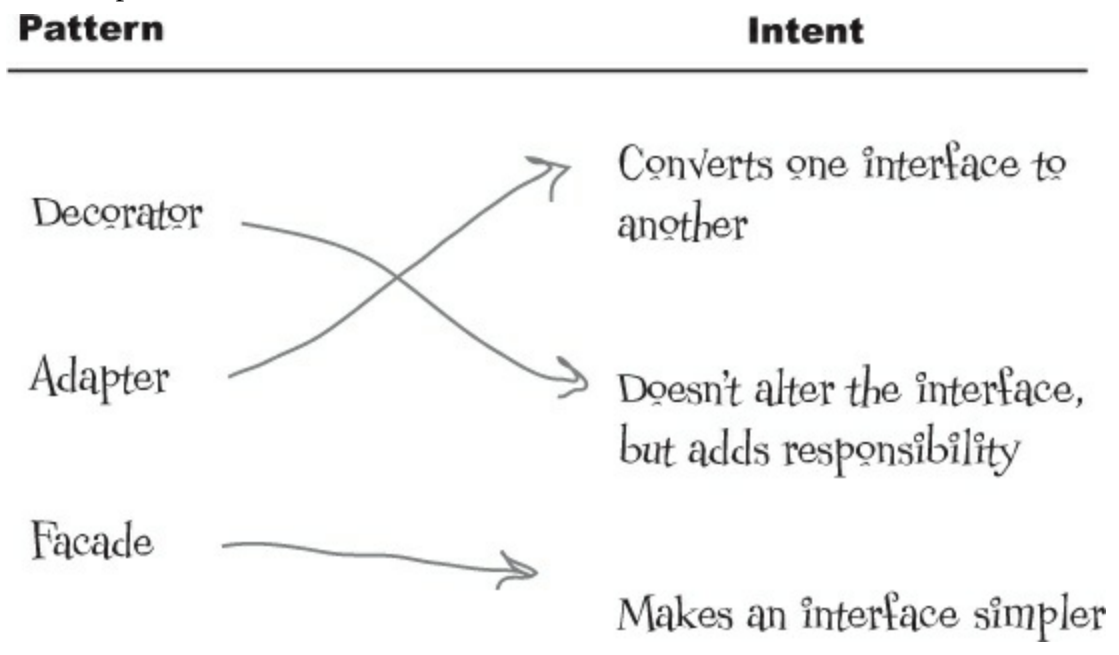 Pattern Intent
Decorator
Converts one interface to
another
Adapter
Doesn't alter the interface,
but adds responsibility
Facade
Makes an interface simpler